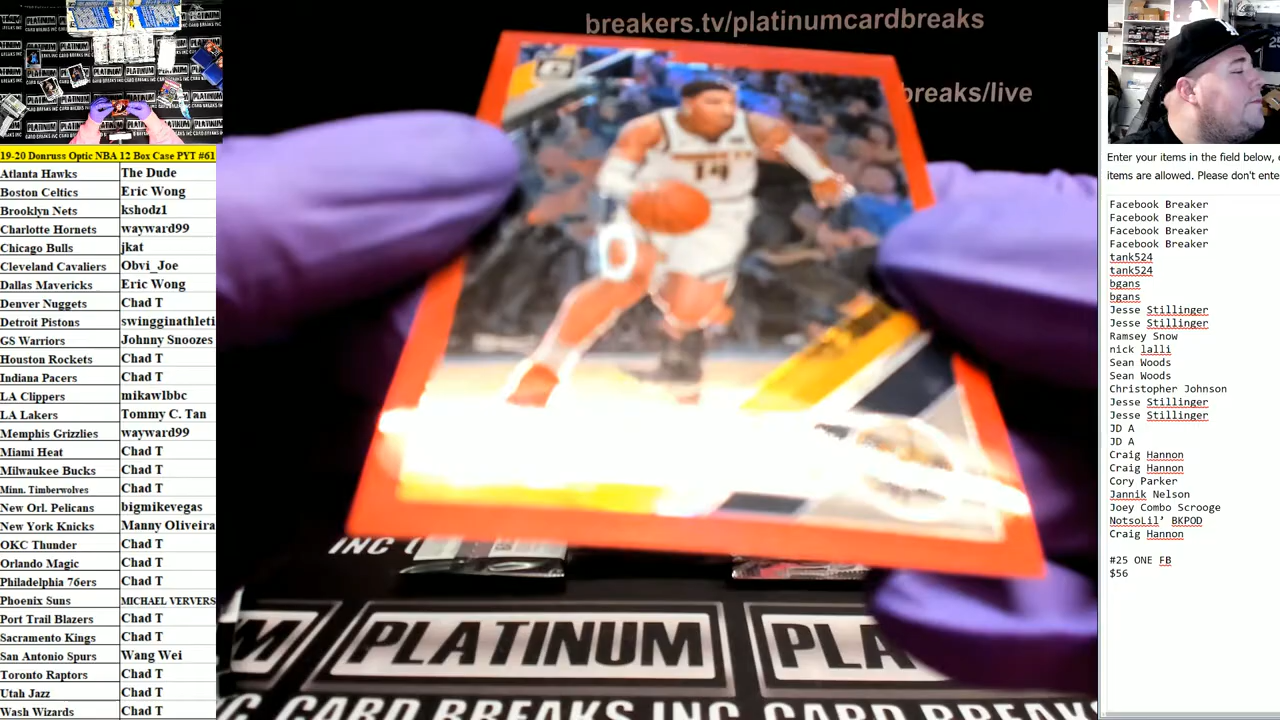 breakers.tv/platinumcardbreaks
breaks/live
19-20 Donruss Optic NBA 12 Box Case PYT #61
Atlanta Hawks The Dude
Boston Celtics Eric Wong
Brooklyn Nets kshodz1
Charlotte Hornets wayward99
Chicago Bulls jkat
Cleveland Cavaliers Obvi_Joe
Dallas Mavericks Eric Wong
Denver Nuggets Chad T
Detroit Pistons swingginathleti
GS Warriors Johnny Snoozes
Houston Rockets Chad T
Indiana Pacers Chad T
LA Clippers mikawlbbc
LA Lakers Tommy C. Tan
Memphis Grizzlies wayward99
Miami Heat Chad T
Milwaukee Bucks Chad T
Minn. Timberwolves Chad T
New Orl. Pelicans bigmikevegas
New York Knicks Manny Oliveira
OKC Thunder Chad T
Orlando Magic Chad T
Philadelphia 76ers Chad T
Phoenix Suns MICHAEL VERVERS
Port Trail Blazers Chad T
Sacramento Kings Chad T
San Antonio Spurs Wang Wei
Toronto Raptors Chad T
Utah Jazz Chad T
Wash Wizards Chad T
14
INC
PLATINUM
PLA
INC CARD BREAKS INC CARD BREAKS
Enter your items in the field below,
items are allowed. Please don't ente
Facebook Breaker
Facebook Breaker
Facebook Breaker
Facebook Breaker
tank524
tank524
bgans
bgans
Jesse Stillinger
Jesse Stillinger
Ramsey Snow
nick lalli
Sean Woods
Sean Woods
Christopher Johnson
Jesse Stillinger
Jesse Stillinger
JD A
JD A
Craig Hannon
Craig Hannon
Cory Parker
Jannik Nelson
Joey Combo Scrooge
NotsoLil’ BKPOD
Craig Hannon
#25 ONE FB
$56